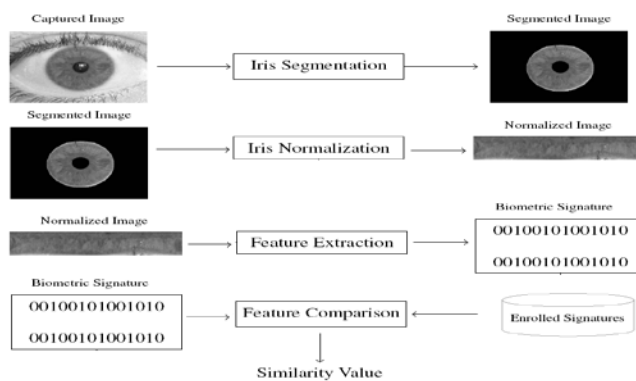 Captured Image
Segmented Image
Iris Segmentation
Segmented Image
Normalized Image
Iris Normalization
Normalized Image
Biometric Signature
Feature Extraction
00100101001010
00100101001010
Biometric Signature
00100101001010
00100101001010
Feature Comparison
Enrolled Signatures
Similarity Value